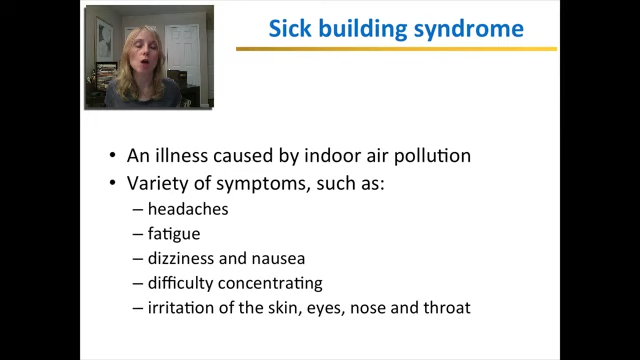 Sick building syndrome
• An illness caused by indoor air pollution
• Variety of symptoms, such as:
– headaches
– fatigue
– dizziness and nausea
– difficulty concentrating
– irritation of the skin, eyes, nose and throat